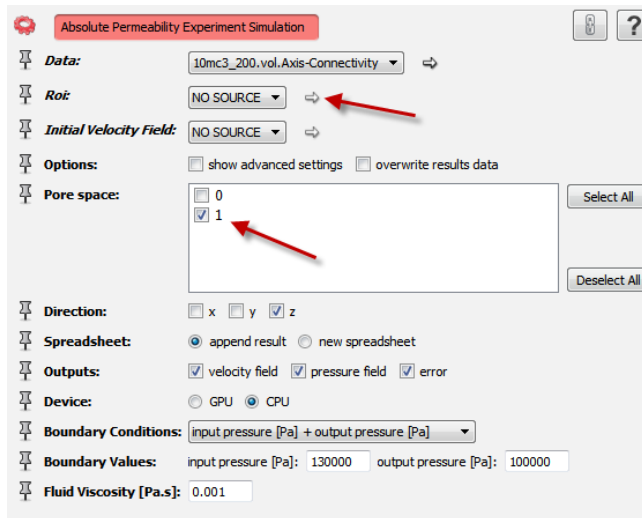 Absolute Permeability Experiment Simulation ?
Data: 10mc3_200.vol.Axis-Connectivity
Roi: NO SOURCE
Initial Velocity Field: NO SOURCE
Options: show advanced settings overwrite results data
Pore space: 0 Select All
1
Deselect All
Direction: x y z
Spreadsheet: append result new spreadsheet
Outputs: velocity field pressure field error
Device: GPU CPU
Boundary Conditions: input pressure [Pa] + output pressure [Pa]
Boundary Values: input pressure [Pa]: 130000 output pressure [Pa]: 100000
Fluid Viscosity [Pa.s]: 0.001